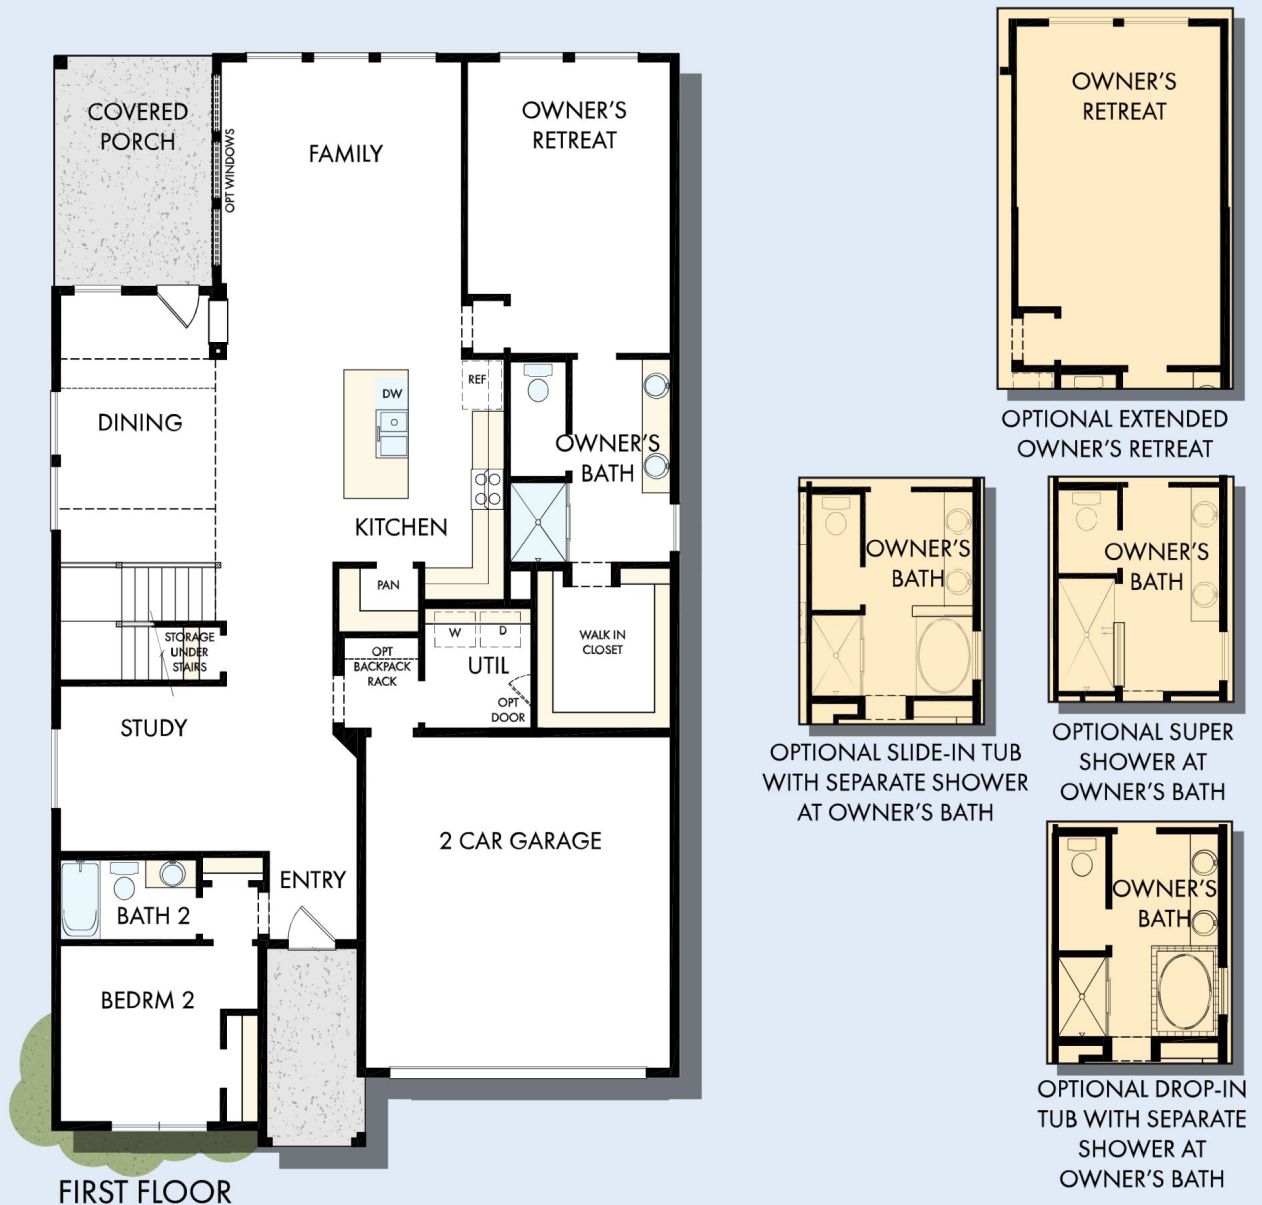 COVERED
PORCH
OPT WINDOWS
FAMILY
OWNER'S
RETREAT
DINING
DW
REF
OWNER'S
BATH
KITCHEN
PAN
STORAGE
UNDER
STAIRS
W
D
OPT
BACKPACK
RACK
UTIL
OPT
DOOR
WALK IN
CLOSET
STUDY
2 CAR GARAGE
ENTRY
BATH 2
BEDRM 2
FIRST FLOOR
OWNER'S
RETREAT
OPTIONAL EXTENDED
OWNER'S RETREAT
OWNER'S
BATH
OPTIONAL SLIDE-IN TUB
WITH SEPARATE SHOWER
AT OWNER'S BATH
OWNER'S
BATH
OPTIONAL SUPER
SHOWER AT
OWNER'S BATH
OWNER'S
BATH
OPTIONAL DROP-IN
TUB WITH SEPARATE
SHOWER AT
OWNER'S BATH